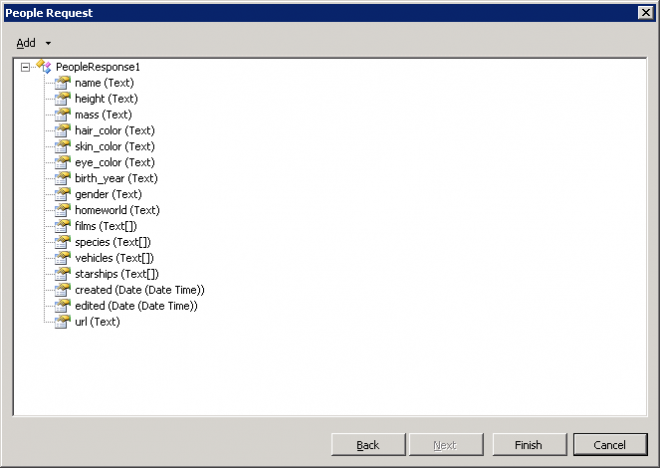 People Request
Add
PeopleResponse1
name (Text)
height (Text)
mass (Text)
hair_color (Text)
skin_color (Text)
eye_color (Text)
birth_year (Text)
gender (Text)
homeworld (Text)
films (Text[])
species (Text[])
vehicles (Text[])
starships (Text[])
created (Date (Date Time))
edited (Date (Date Time))
url (Text)
Back Next Finish Cancel